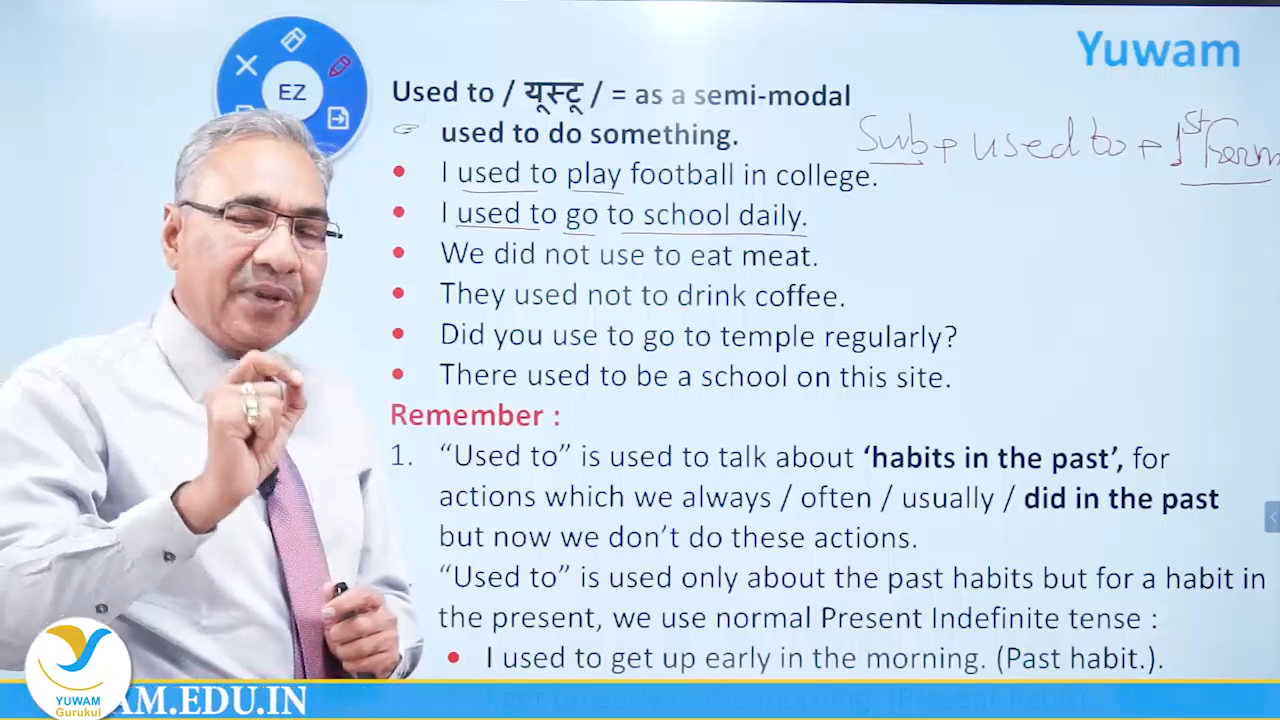 Yuwam
EZ
Used to / यूस्टू / = as a semi-modal
☞ used to do something.
Sub + used to + 1st Form
• I used to play football in college.
• I used to go to school daily.
• We did not use to eat meat.
• They used not to drink coffee.
• Did you use to go to temple regularly?
• There used to be a school on this site.
Remember :
1. “Used to” is used to talk about ‘habits in the past’, for
actions which we always / often / usually / did in the past
but now we don’t do these actions.
“Used to” is used only about the past habits but for a habit in
the present, we use normal Present Indefinite tense :
• I used to get up early in the morning. (Past habit.).
YUWAM
Gurukul
AM.EDU.IN